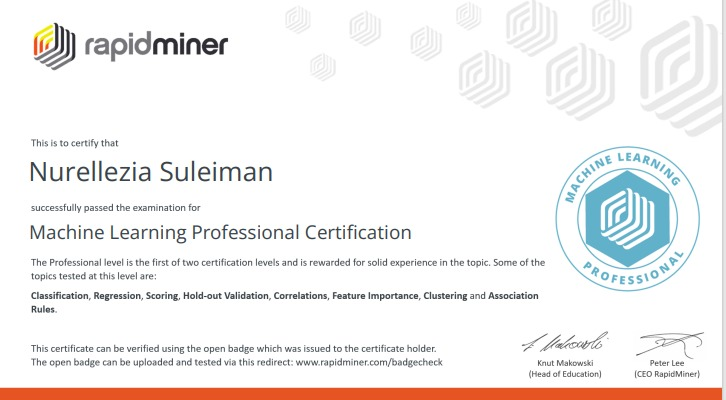 rapidminer
This is to certify that
Nurellezia Suleiman
successfully passed the examination for
Machine Learning Professional Certification
The Professional level is the first of two certification levels and is rewarded for solid experience in the topic. Some of the
topics tested at this level are:
Classification, Regression, Scoring, Hold-out Validation, Correlations, Feature Importance, Clustering and Association
Rules.
MACHINE LEARNING
PROFESSIONAL
This certificate can be verified using the open badge which was issued to the certificate holder.
The open badge can be uploaded and tested via this redirect: www.rapidminer.com/badgecheck
Knut Makowski
(Head of Education)
Peter Lee
(CEO RapidMiner)